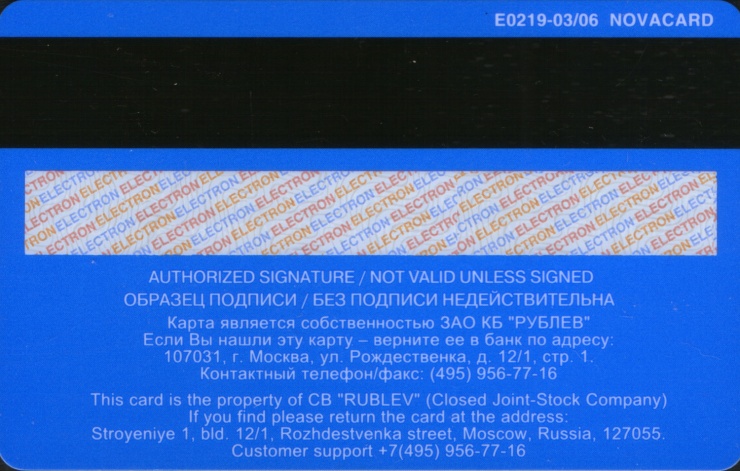 E0219-03/06 NOVACARD
AUTHORIZED SIGNATURE / NOT VALID UNLESS SIGNED
ОБРАЗЕЦ ПОДПИСИ / БЕЗ ПОДПИСИ НЕДЕЙСТВИТЕЛЬНА
Карта является собственностью ЗАО КБ "РУБЛЕВ"
Если Вы нашли эту карту – верните ее в банк по адресу:
107031, г. Москва, ул. Рождественка, д. 12/1, стр. 1.
Контактный телефон/факс: (495) 956-77-16
This card is the property of CB "RUBLEV" (Closed Joint-Stock Company)
If you find please return the card at the address:
Stroyeniye 1, bld. 12/1, Rozhdestvenka street, Moscow, Russia, 127055.
Customer support +7(495) 956-77-16